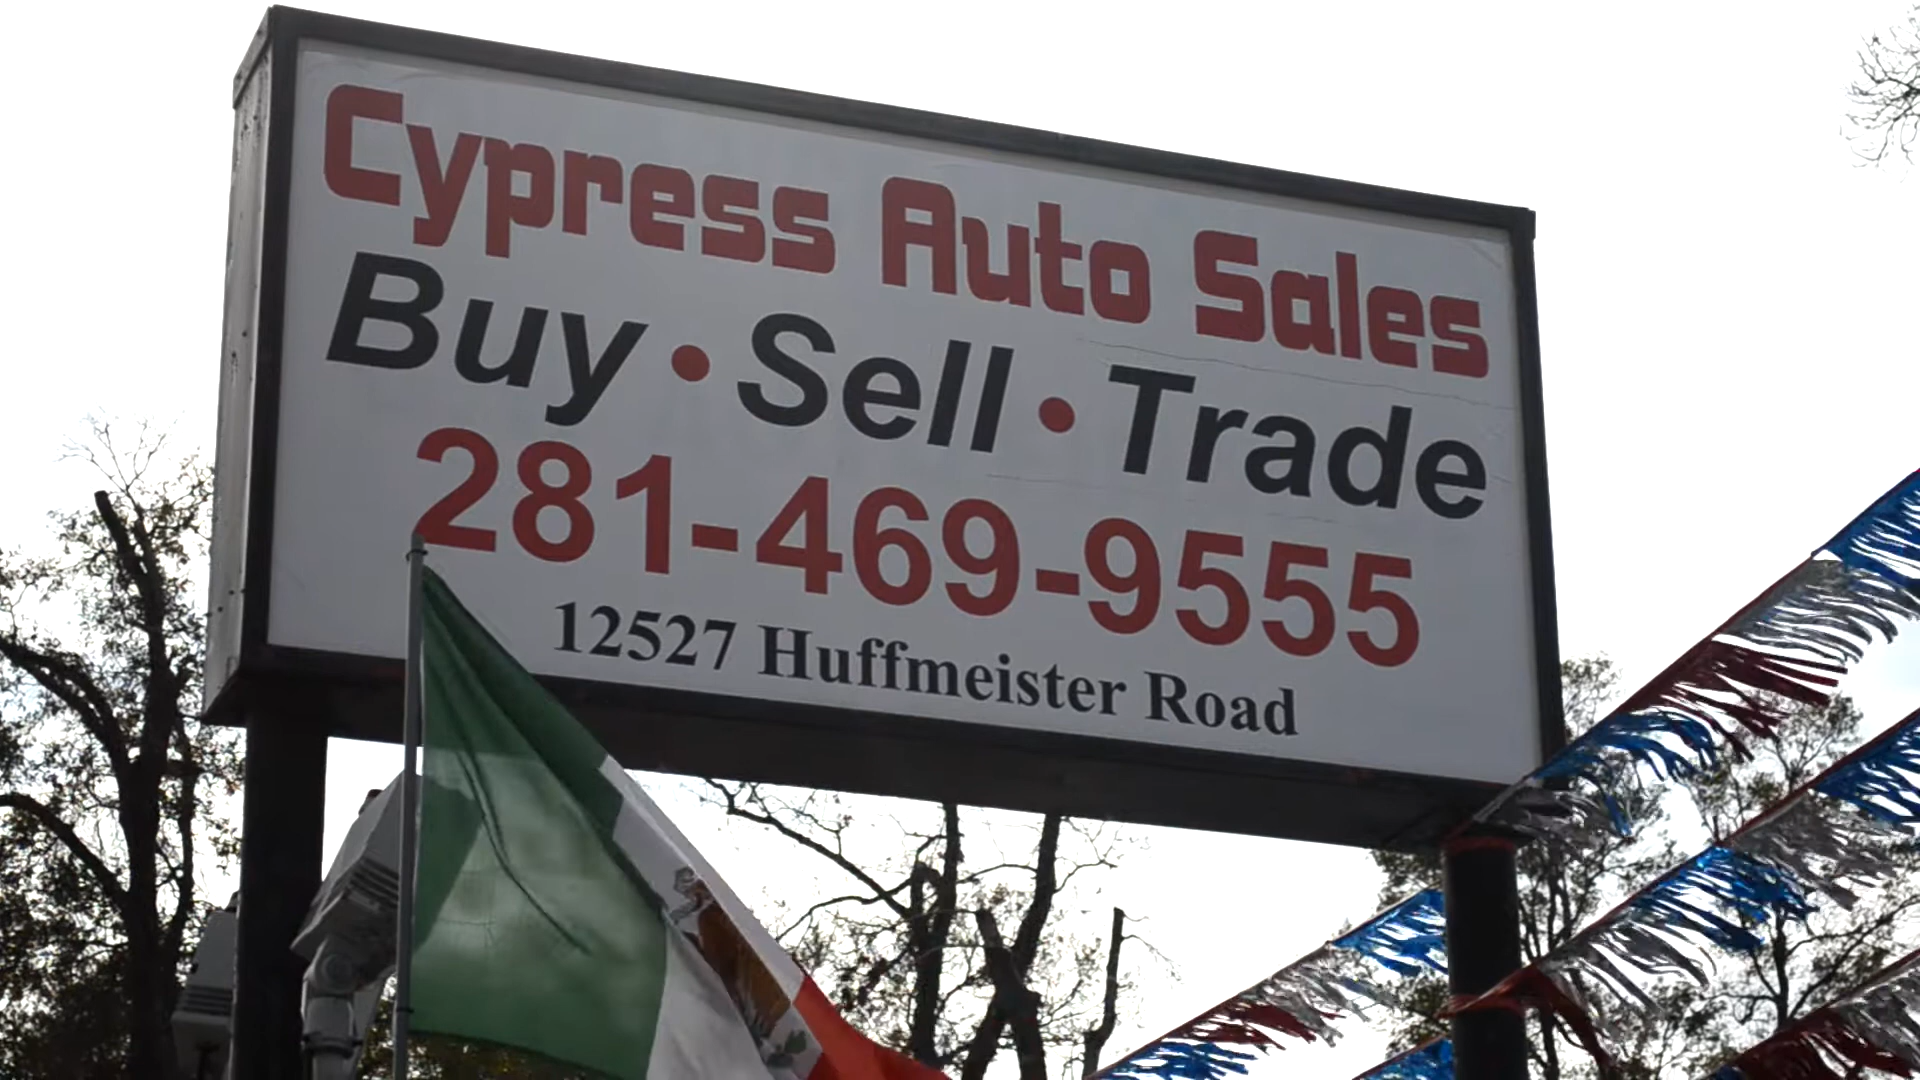 Cypress Auto Sales
Buy • Sell • Trade
281-469-9555
12527 Huffmeister Road